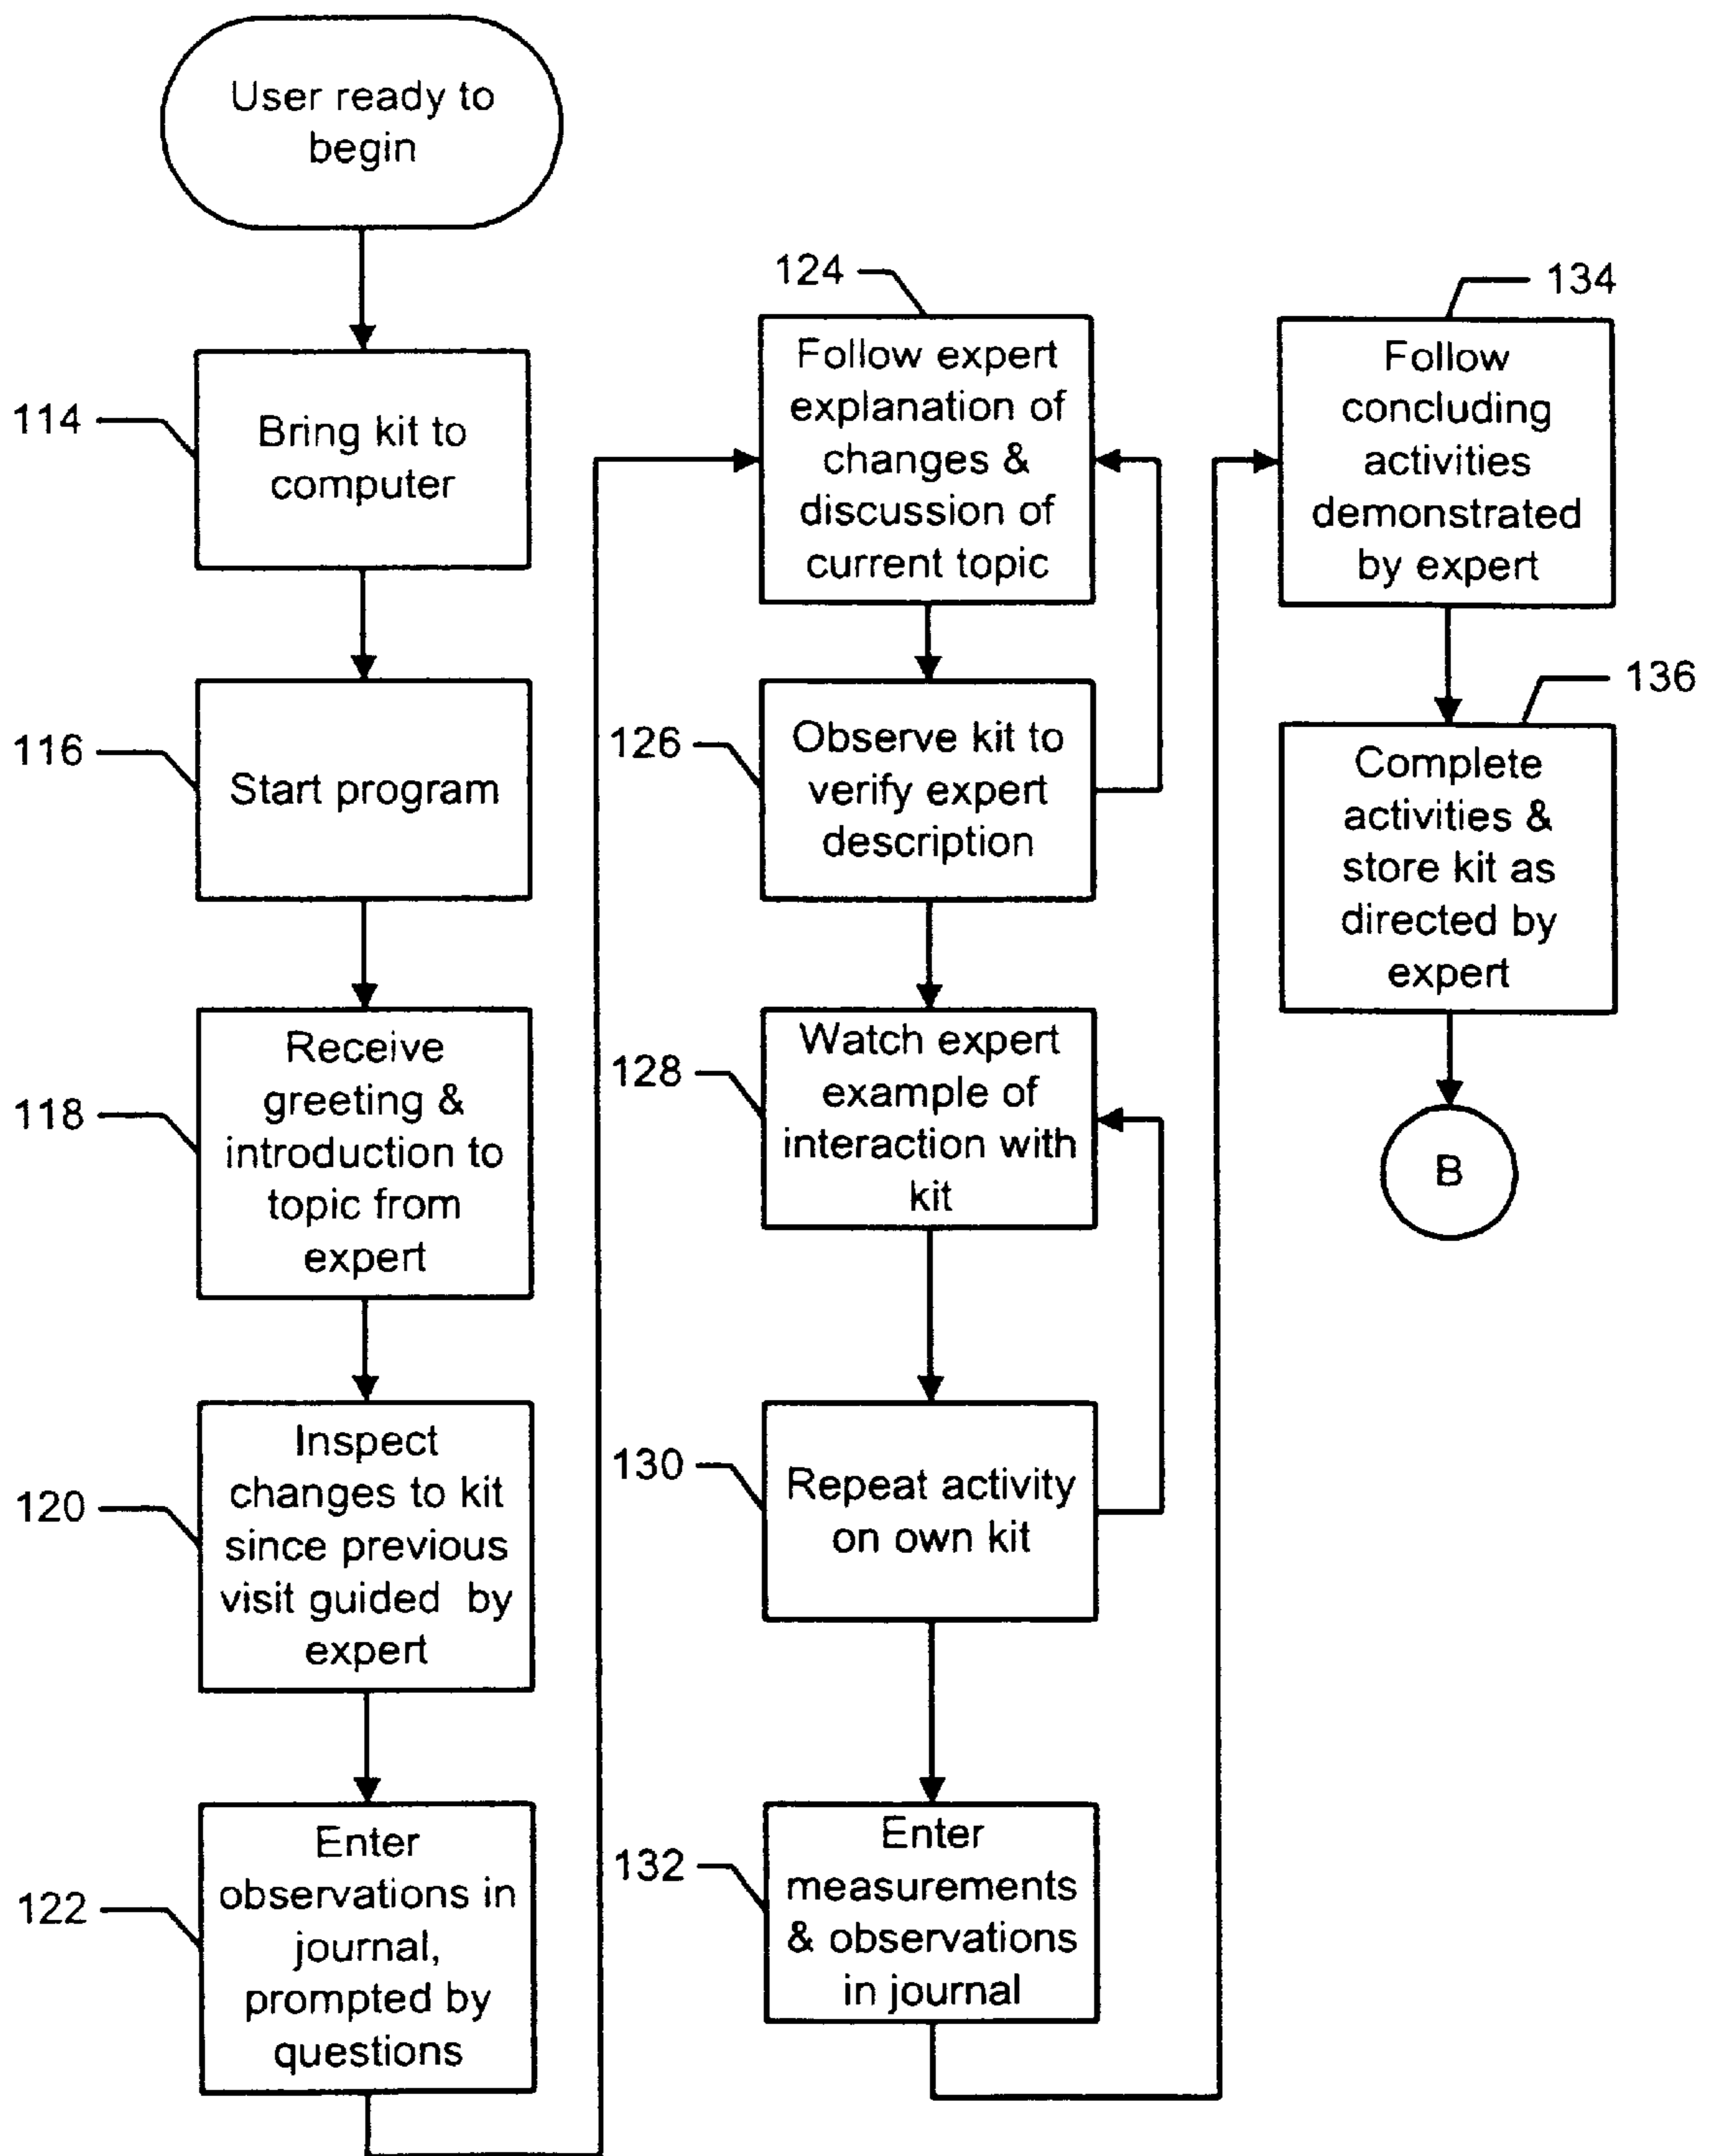 User ready to
begin
114
Bring kit to
computer
116
Start program
118
Receive
greeting &
introduction to
topic from
expert
120
Inspect
changes to kit
since previous
visit guided by
expert
122
Enter
observations in
journal,
prompted by
questions
124
Follow expert
explanation of
changes &
discussion of
current topic
126
Observe kit to
verify expert
description
128
Watch expert
example of
interaction with
kit
130
Repeat activity
on own kit
132
Enter
measurements
& observations
in journal
134
Follow
concluding
activities
demonstrated
by expert
136
Complete
activities &
store kit as
directed by
expert
B